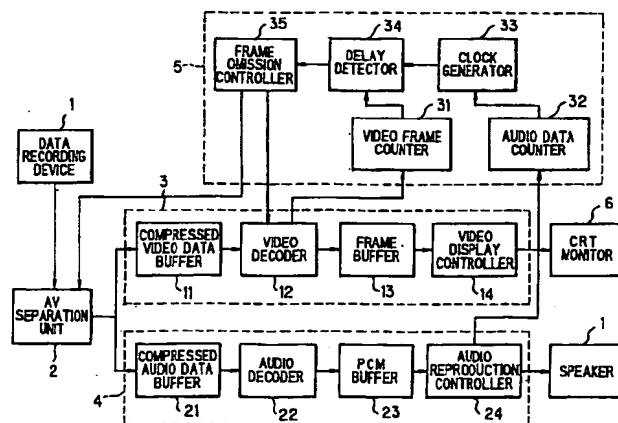 35
34
33
FRAME
OMISSION
CONTROLLER
DELAY
DETECTOR
CLOCK
GENERATOR
5
31
32
1
VIDEO FRAME
COUNTER
AUDIO DATA
COUNTER
DATA
RECORDING
DEVICE
3
6
COMPRESSED
VIDEO DATA
BUFFER
VIDEO
DECODER
FRAME
BUFFER
VIDEO
DISPLAY
CONTROLLER
CRT
MONITOR
11
12
13
14
AV
SEPARATION
UNIT
2
1
COMPRESSED
AUDIO DATA
BUFFER
AUDIO
DECODER
PCM
BUFFER
AUDIO
REPRODUCTION
CONTROLLER
SPEAKER
4
21
22
23
24